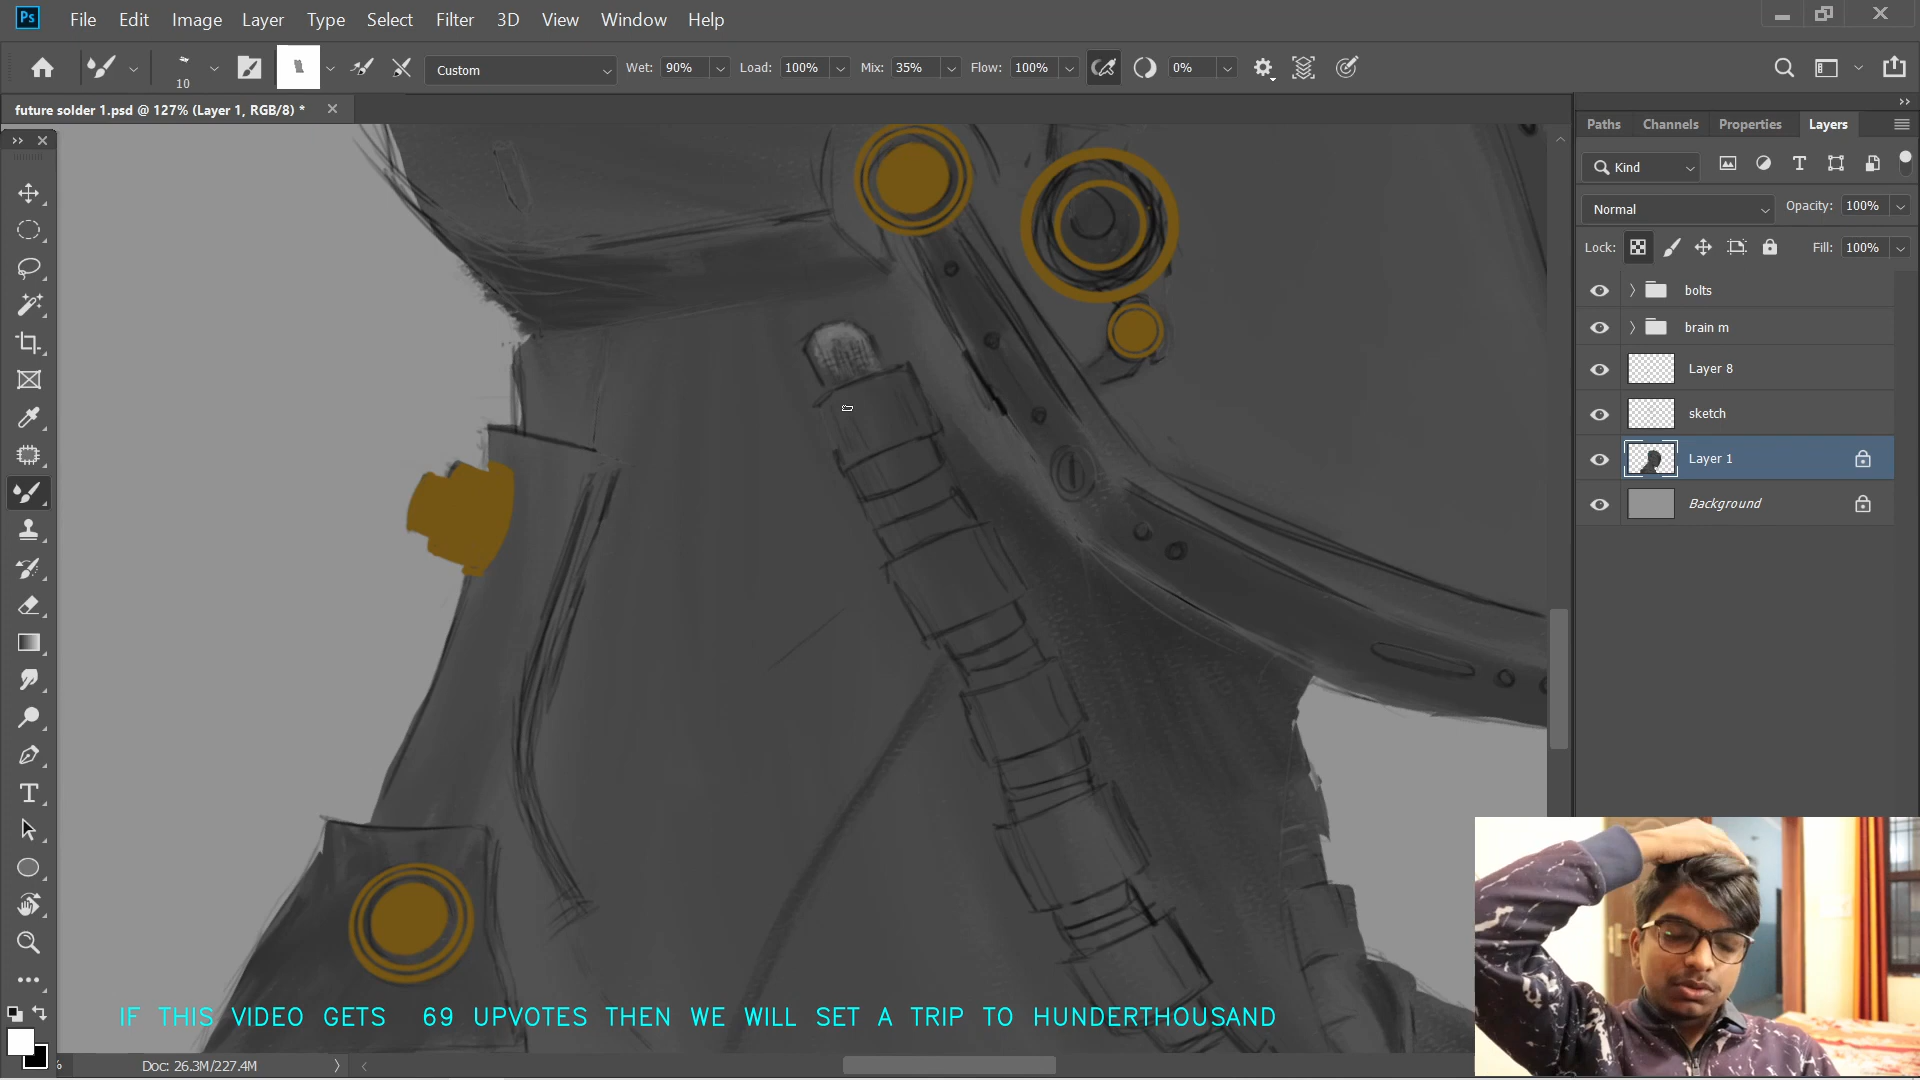 Ps File Edit Image Layer Type Select Filter 3D View Window Help
10 Custom Wet: 90% Load: 100% Mix: 35% Flow: 100% 0%
future solder 1.psd @ 127% (Layer 1, RGB/8) *
Paths Channels Properties Layers
Kind
Normal Opacity: 100%
Lock: Fill: 100%
bolts
brain m
Layer 8
sketch
Layer 1
Background
IF THIS VIDEO GETS 69 UPVOTES THEN WE WILL SET A TRIP TO HUNDERTHOUSAND
% Doc: 26.3M/227.4M